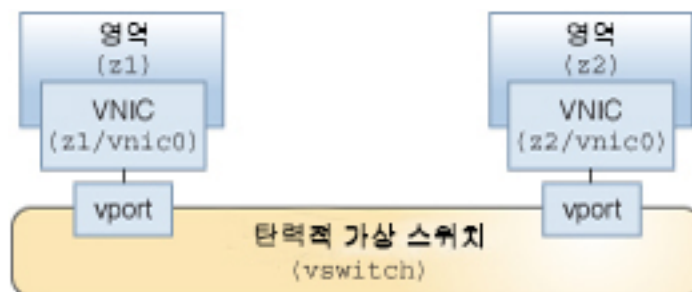 영역
(z1)
VNIC
(z1/vnic0)
vport
영역
(z2)
VNIC
(z2/vnic0)
vport
탄력적 가상 스위치
(vswitch)